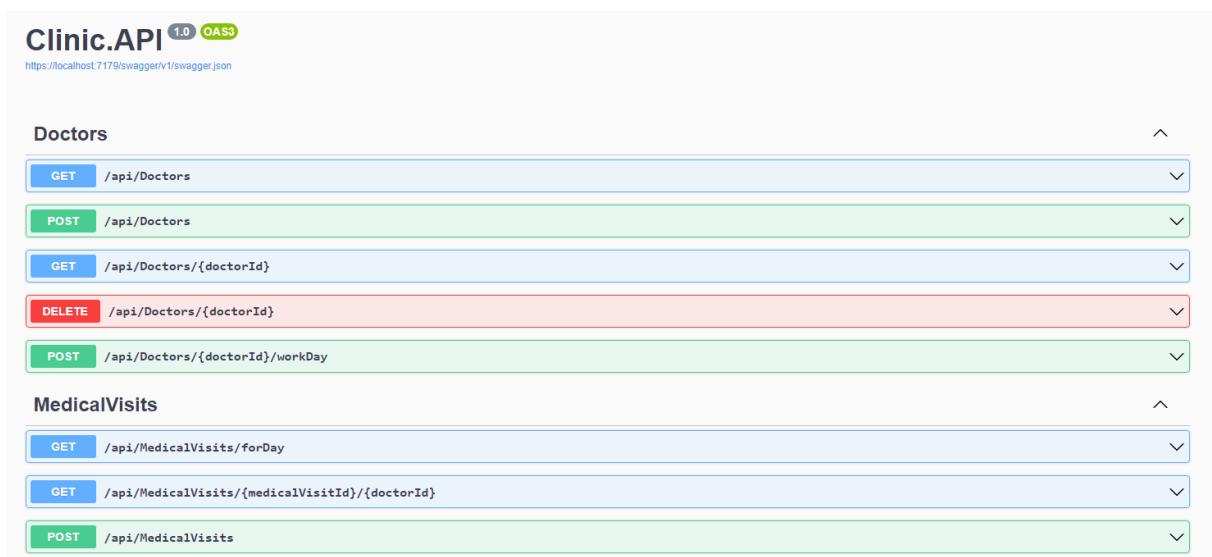 Clinic.API 1.0 OAS3
https://localhost:7179/swagger/v1/swagger.json
Doctors
GET /api/Doctors
POST /api/Doctors
GET /api/Doctors/{doctorId}
DELETE /api/Doctors/{doctorId}
POST /api/Doctors/{doctorId}/workDay
MedicalVisits
GET /api/MedicalVisits/forDay
GET /api/MedicalVisits/{medicalVisitId}/{doctorId}
POST /api/MedicalVisits